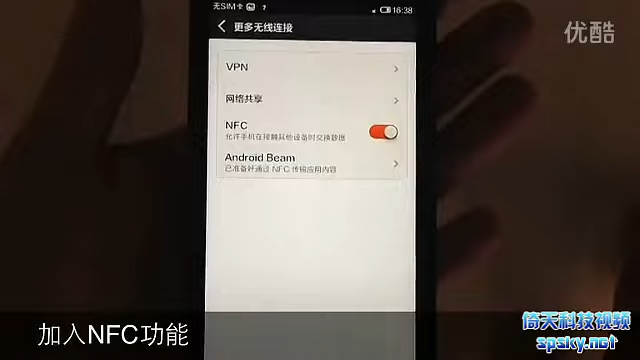 无SIM卡
16:38
更多无线连接
优酷
VPN
网络共享
NFC
允许手机在接触其他设备时交换数据
Android Beam
已准备好通过 NFC 传输应用内容
加入NFC功能
倚天科技视频
spsky.net